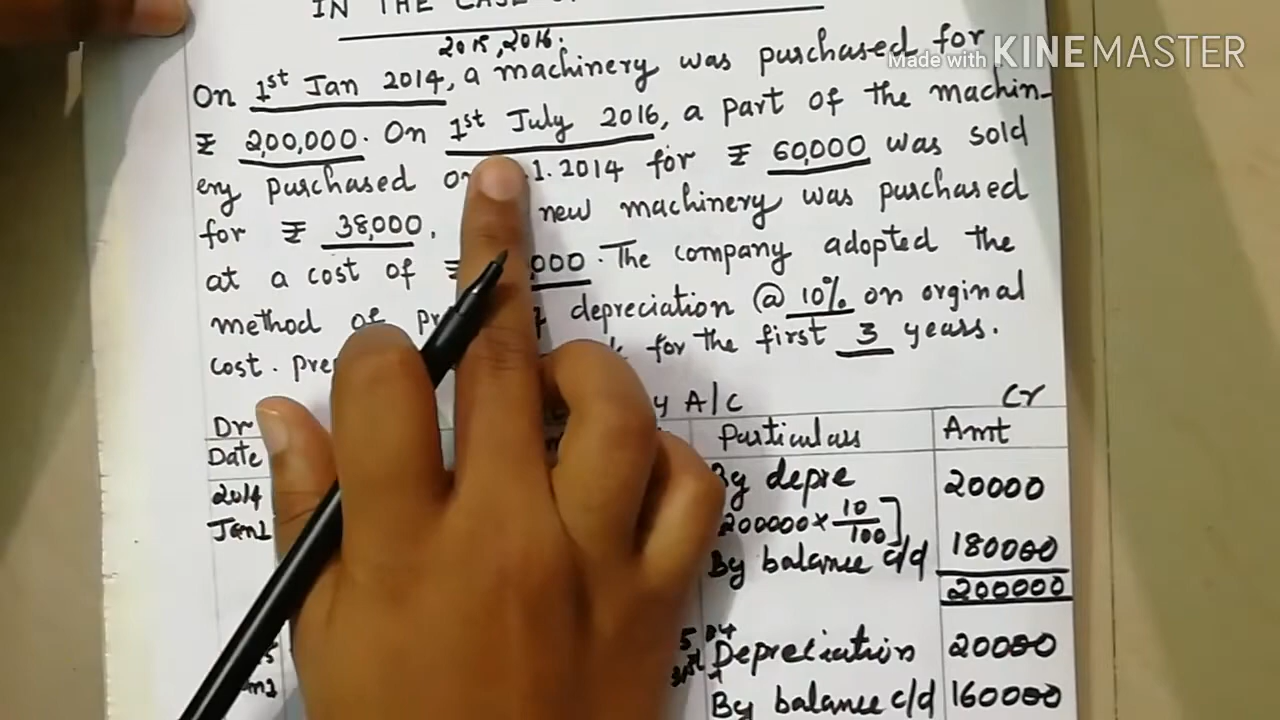 IN THE CASE
2015, 2016.
Made with KINEMASTER
On 1st Jan 2014, a machinery was purchased for
₹ 2,00,000. On 1st July 2016, a part of the machin-
ery purchased 1.2014 for ₹ 60,000 was sold
for ₹ 38,000. new machinery was purchased
at a cost of ₹ ,000. The company adopted the
method of depreciation @ 10% on orginal
cost. for the first 3 years.
Dr A/C Cr
Date Particulars Amt
2014 By depre 20000
Jan1 200000 × 10/100]
By balance c/d 180000
200000
Depreciation 20000
By balance c/d 160000